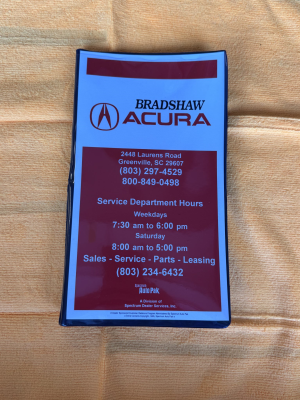 BRADSHAW
ACURA
2448 Laurens Road
Greenville, SC 29607
(803) 297-4529
800-849-0498
Service Department Hours
Weekdays
7:30 am to 6:00 pm
Saturday
8:00 am to 5:00 pm
Sales - Service - Parts - Leasing
(803) 234-6432
Auto Pak
A Division of
Spectrum Dealer Services, Inc.